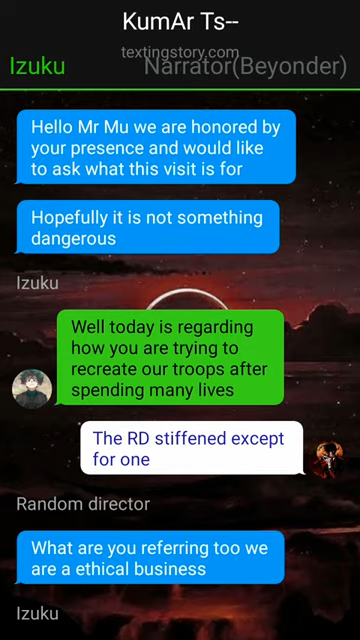 KumAr Ts--
textingstory.com
Izuku
Narrator(Beyonder)
Hello Mr Mu we are honored by
your presence and would like
to ask what this visit is for
Hopefully it is not something
dangerous
Izuku
Well today is regarding
how you are trying to
recreate our troops after
spending many lives
The RD stiffened except
for one
Random director
What are you referring too we
are a ethical business
Izuku